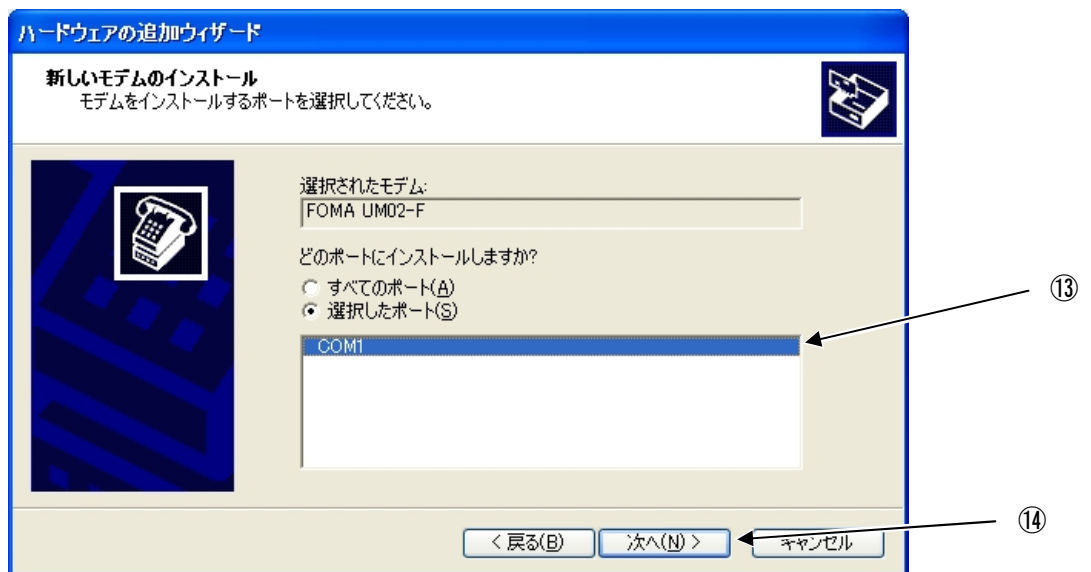 ハードウェアの追加ウィザード
新しいモデムのインストール
モデムをインストールするポートを選択してください。
選択されたモデム:
FOMA UM02-F
どのポートにインストールしますか?
すべてのポート(A)
選択したポート(S)
COM1
⑬
< 戻る(B) 次へ(N) > キャンセル
⑭